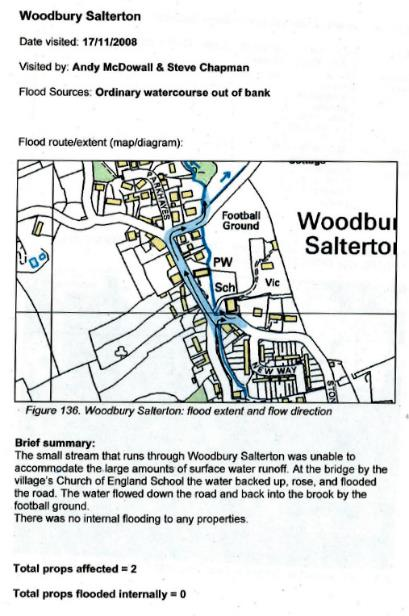 Woodbury Salterton
Date visited: 17/11/2008
Visited by: Andy McDowall & Steve Chapman
Flood Sources: Ordinary watercourse out of bank
Flood route/extent (map/diagram):
PARKHAYES
Football
Ground
Woodbu
Salterto
PW
Sch
Vic
NEW WAY
STO
Figure 136. Woodbury Salterton: flood extent and flow direction
Brief summary:
The small stream that runs through Woodbury Salterton was unable to
accommodate the large amounts of surface water runoff. At the bridge by the
village's Church of England School the water backed up, rose, and flooded
the road. The water flowed down the road and back into the brook by the
football ground.
There was no internal flooding to any properties.
Total props affected = 2
Total props flooded internally = 0